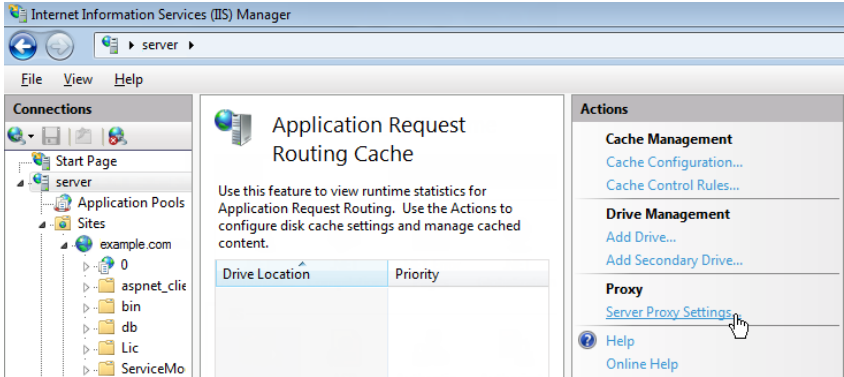 Internet Information Services (IIS) Manager
server
File View Help
Connections
Start Page
server
Application Pools
Sites
example.com
0
aspnet_clie
bin
db
Lic
ServiceMo
Application Request
Routing Cache
Use this feature to view runtime statistics for
Application Request Routing. Use the Actions to
configure disk cache settings and manage cached
content.
Drive Location Priority
Actions
Cache Management
Cache Configuration...
Cache Control Rules...
Drive Management
Add Drive...
Add Secondary Drive...
Proxy
Server Proxy Settings...
Help
Online Help